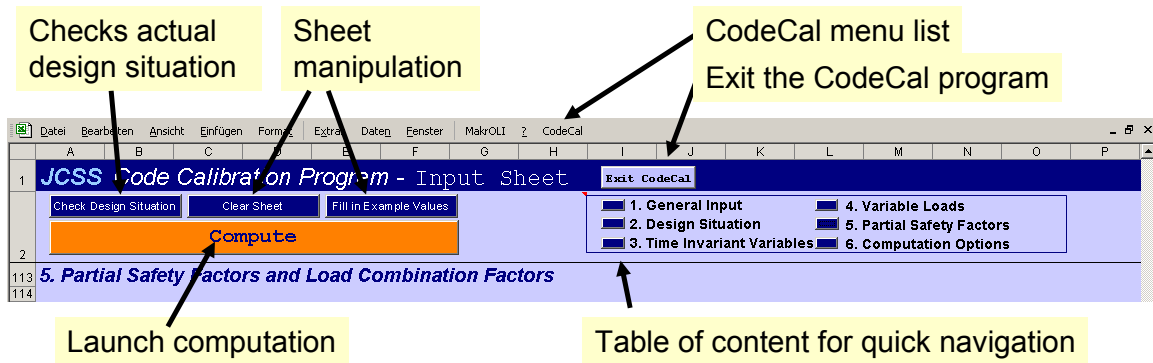 Checks actual
design situation
Sheet
manipulation
CodeCal menu list
Exit the CodeCal program
Datei Bearbeiten Ansicht Einfügen Format Extras Daten Fenster MakrOLI ? CodeCal
A B C D E F G H I J K L M N O P
1 JCSS Code Calibration Program - Input Sheet Exit CodeCal
Check Design Situation Clear Sheet Fill in Example Values
Compute
1. General Input 4. Variable Loads
2. Design Situation 5. Partial Safety Factors
3. Time Invariant Variables 6. Computation Options
2
113 5. Partial Safety Factors and Load Combination Factors
114
Launch computation
Table of content for quick navigation